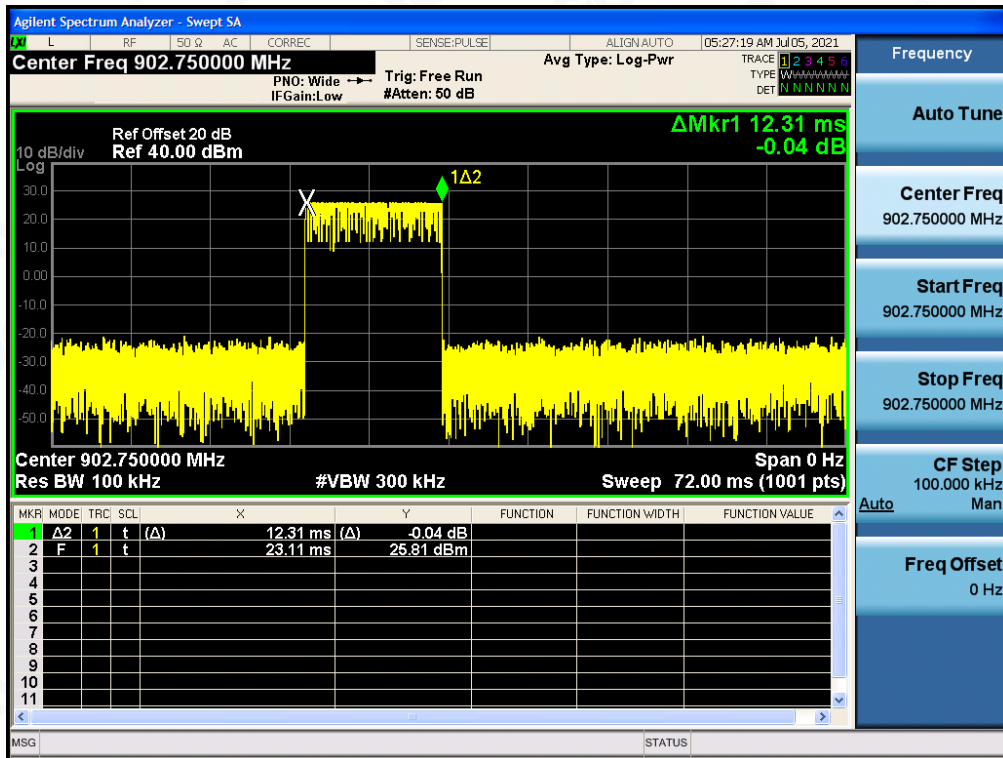 Agilent Spectrum Analyzer - Swept SA
LXI L RF 50 Ω AC CORREC SENSE:PULSE ALIGN AUTO 05:27:19 AM Jul 05, 2021
Center Freq 902.750000 MHz Avg Type: Log-Pwr TRACE 1 2 3 4 5 6
PNO: Wide Trig: Free Run TYPE W
IFGain:Low #Atten: 50 dB DET N N N N N N
ΔMkr1 12.31 ms
-0.04 dB
Ref Offset 20 dB
10 dB/div Ref 40.00 dBm
Log
1Δ2
X
30.0
20.0
10.0
0.00
-10.0
-20.0
-30.0
-40.0
-50.0
Center 902.750000 MHz Span 0 Hz
Res BW 100 kHz #VBW 300 kHz Sweep 72.00 ms (1001 pts)
MKR MODE TRC SCL X Y FUNCTION FUNCTION WIDTH FUNCTION VALUE
1 Δ2 1 t (Δ) 12.31 ms (Δ) -0.04 dB
2 F 1 t 23.11 ms 25.81 dBm
3
4
5
6
7
8
9
10
11
MSG STATUS
Frequency
Auto Tune
Center Freq
902.750000 MHz
Start Freq
902.750000 MHz
Stop Freq
902.750000 MHz
CF Step
100.000 kHz
Auto Man
Freq Offset
0 Hz